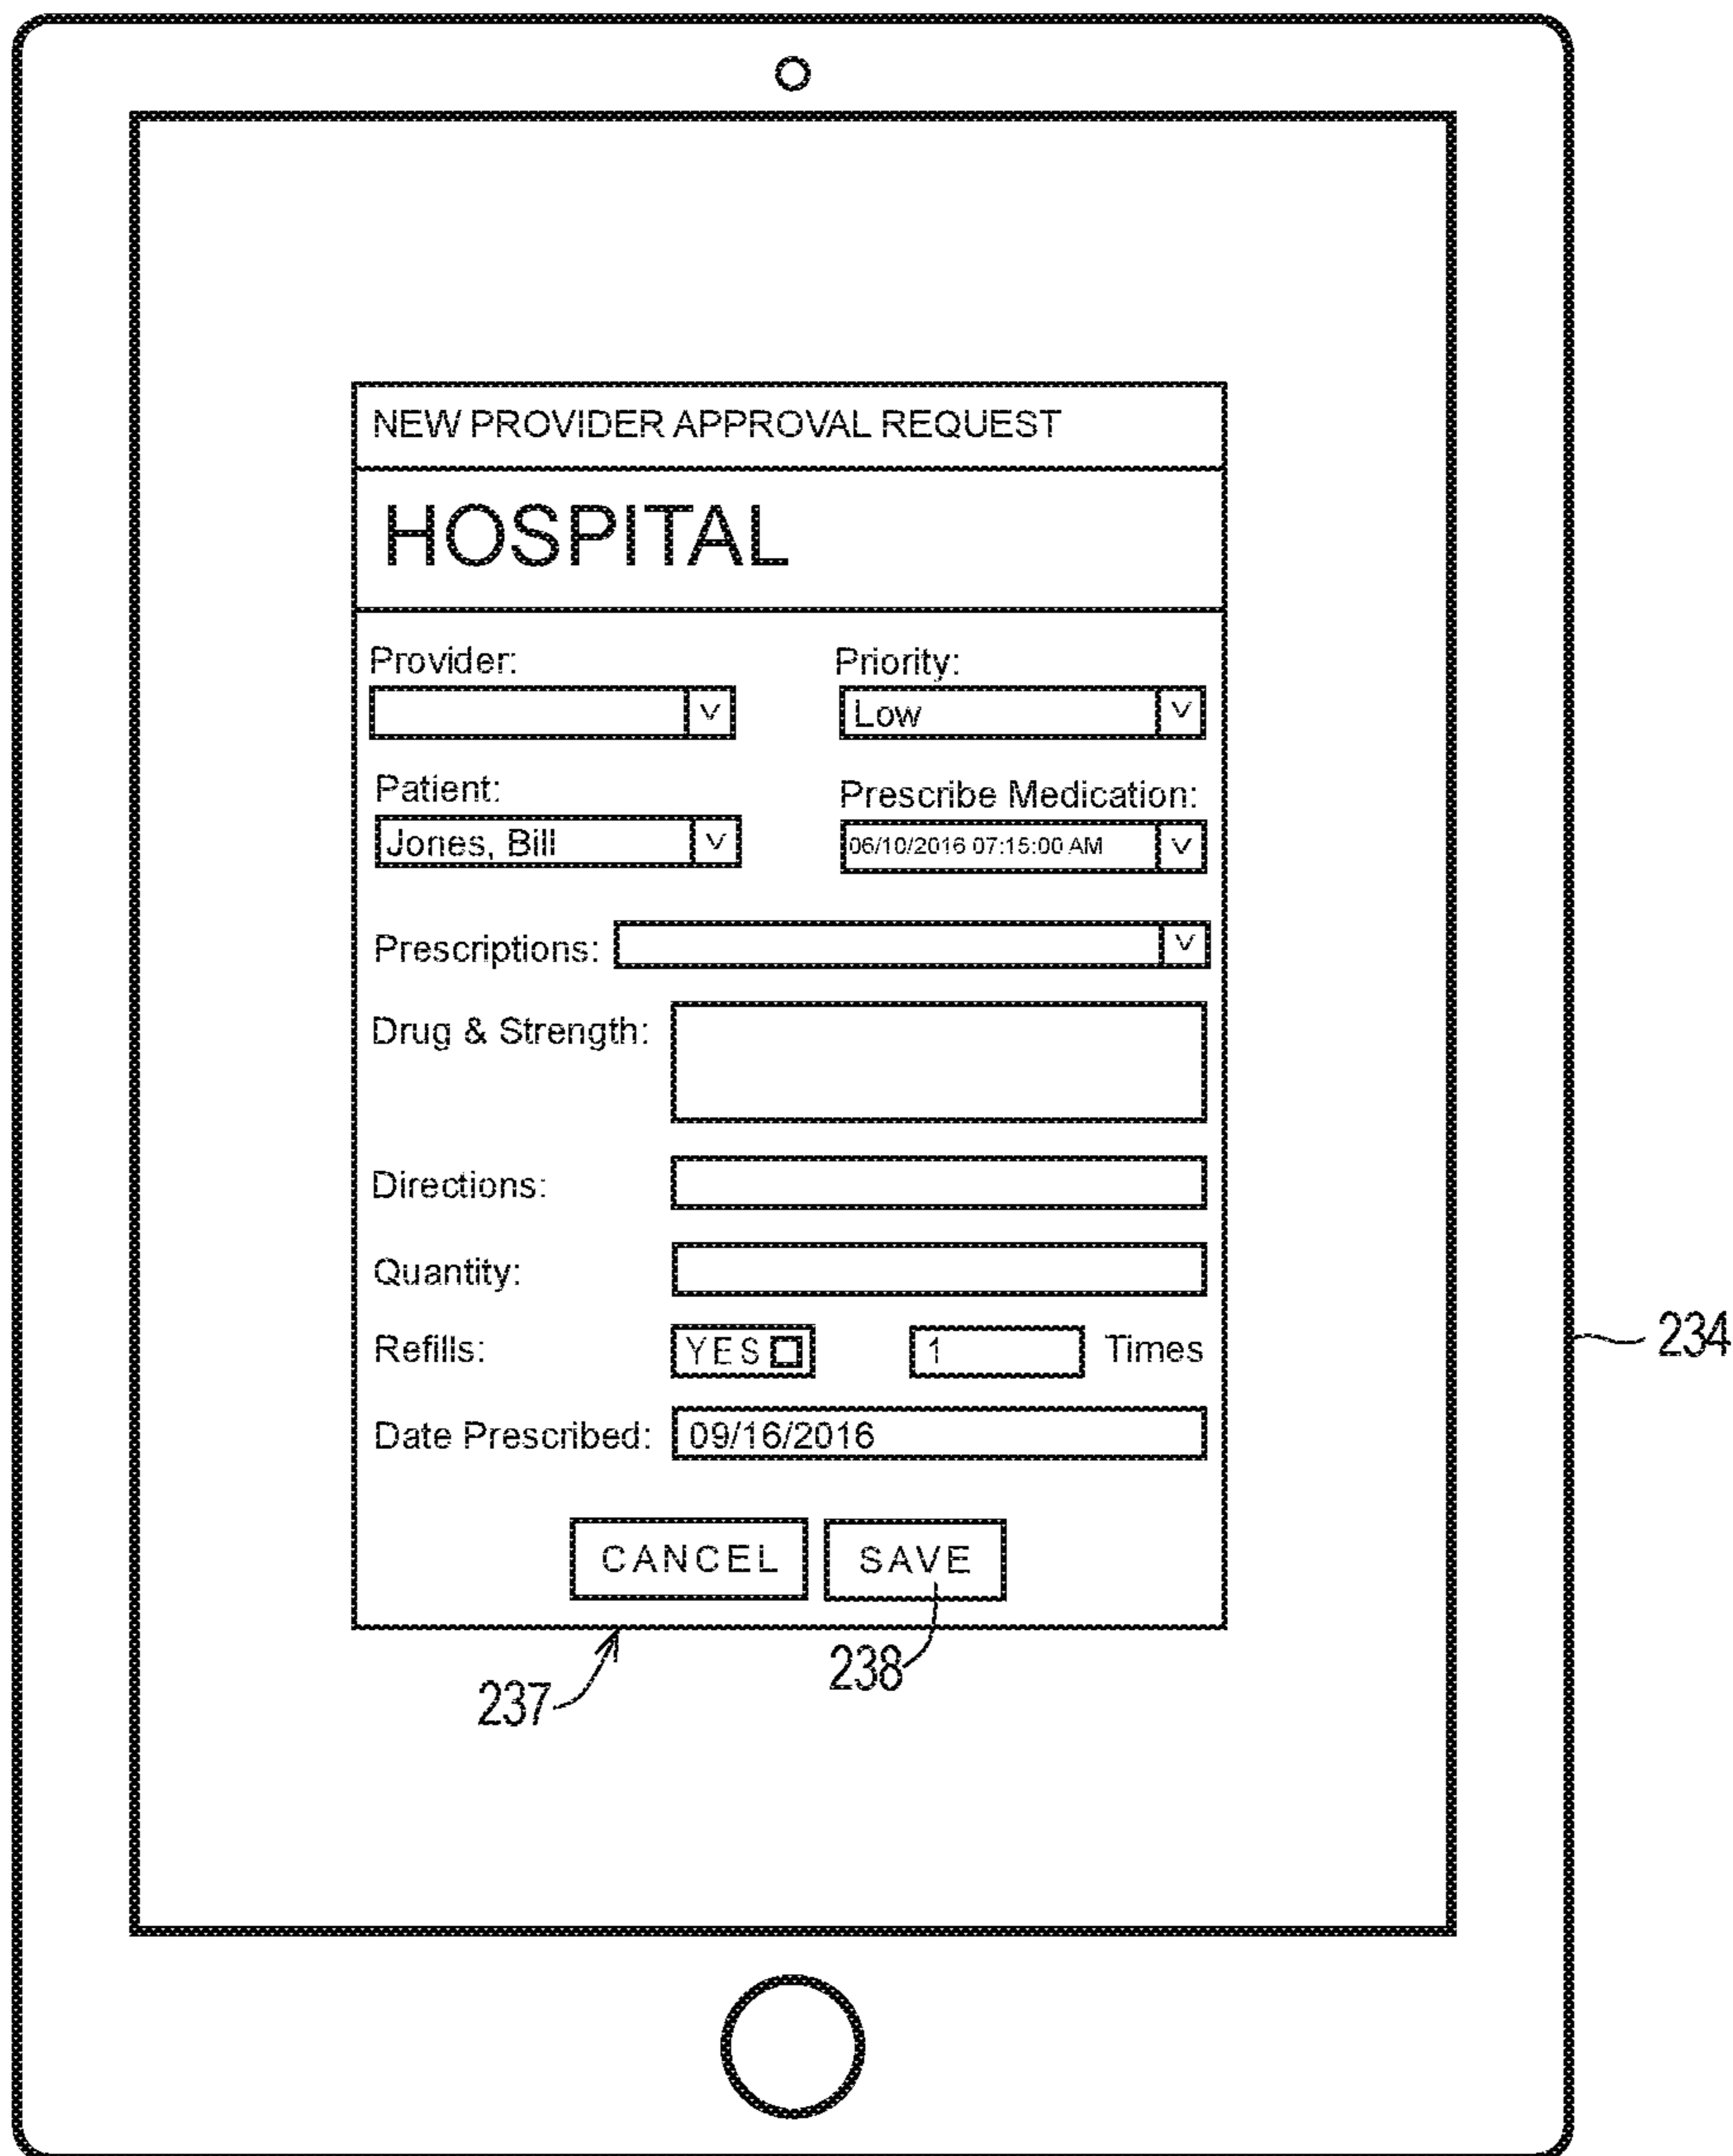 NEW PROVIDER APPROVAL REQUEST
HOSPITAL
Provider: Priority:
V Low V
Patient: Prescribe Medication:
Jones, Bill V 06/10/2016 07:15:00 AM V
Prescriptions: V
Drug & Strength:
Directions:
Quantity:
Refills: YES 1 Times
Date Prescribed: 09/16/2016
CANCEL SAVE
234
237
238